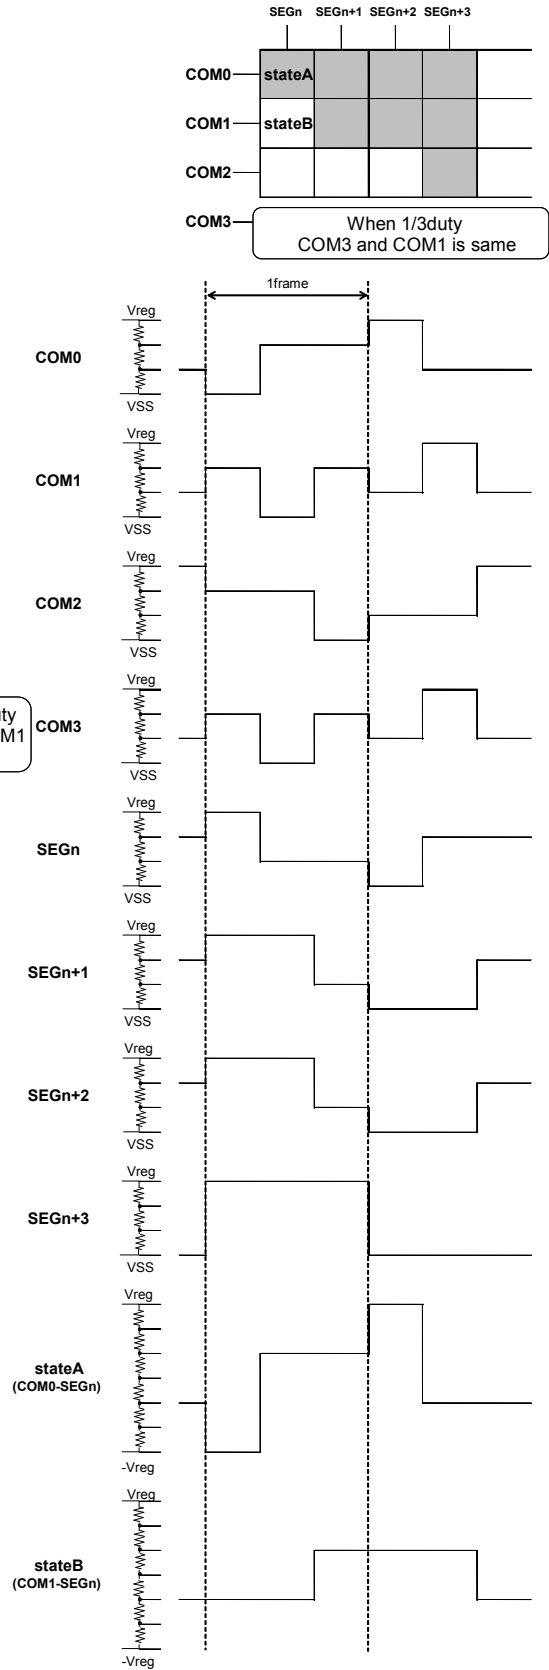 SEGn SEGn+1 SEGn+2 SEGn+3
COM0 stateA
COM1 stateB
COM2
COM3 When 1/3duty
COM3 and COM1 is same
1frame
Vreg
COM0
VSS
Vreg
COM1
VSS
Vreg
COM2
VSS
Vreg
ty
M1
COM3
VSS
Vreg
SEGn
VSS
Vreg
SEGn+1
VSS
Vreg
SEGn+2
VSS
Vreg
SEGn+3
VSS
Vreg
stateA
(COM0-SEGn)
-Vreg
Vreg
stateB
(COM1-SEGn)
-Vreg